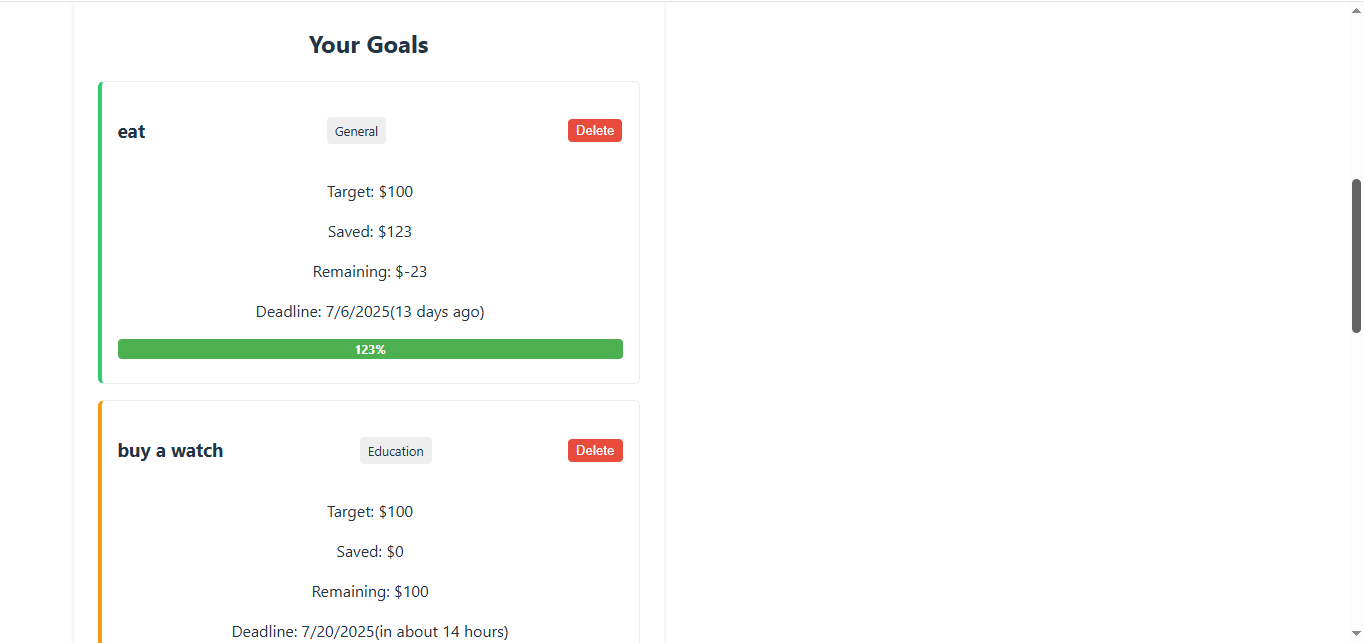 Your Goals
eat General Delete
Target: $100
Saved: $123
Remaining: $-23
Deadline: 7/6/2025(13 days ago)
123%
buy a watch Education Delete
Target: $100
Saved: $0
Remaining: $100
Deadline: 7/20/2025(in about 14 hours)